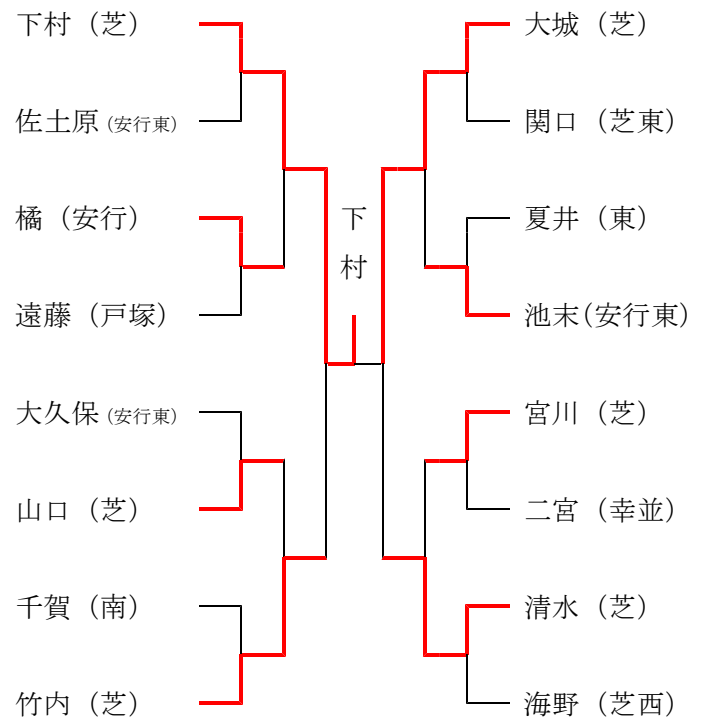 下村（芝）
佐土原（安行東）
橘（安行）
遠藤（戸塚）
大久保（安行東）
山口（芝）
千賀（南）
竹内（芝）
下村
大城（芝）
関口（芝東）
夏井（東）
池末(安行東)
宮川（芝）
二宮（幸並）
清水（芝）
海野（芝西）